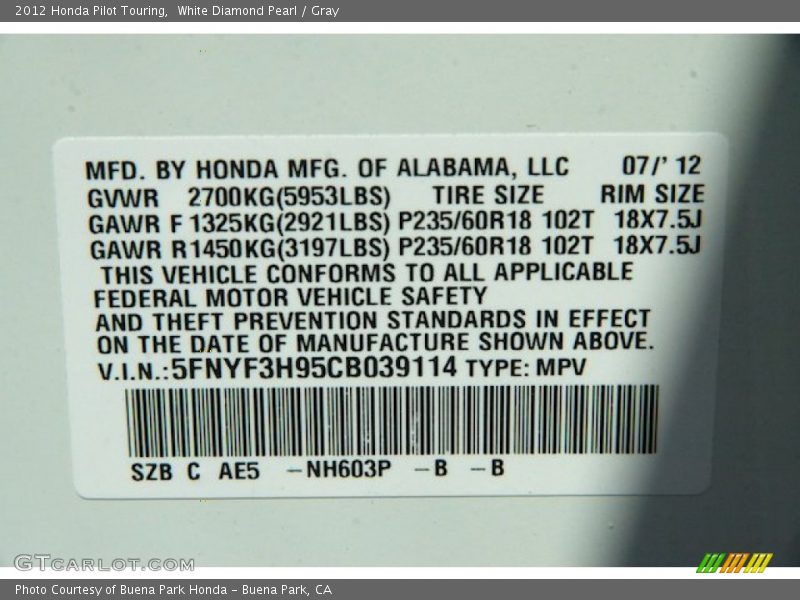 2012 Honda Pilot Touring,  White Diamond Pearl / Gray
MFD. BY HONDA MFG. OF ALABAMA, LLC 07/' 12
GVWR 2700KG(5953LBS) TIRE SIZE RIM SIZE
GAWR F 1325KG(2921LBS) P235/60R18 102T 18X7.5J
GAWR R 1450KG(3197LBS) P235/60R18 102T 18X7.5J
THIS VEHICLE CONFORMS TO ALL APPLICABLE
FEDERAL MOTOR VEHICLE SAFETY
AND THEFT PREVENTION STANDARDS IN EFFECT
ON THE DATE OF MANUFACTURE SHOWN ABOVE.
V.I.N.:5FNYF3H95CB039114 TYPE: MPV
SZB C AE5 –NH603P –B –B
GTCARLOT.COM
Photo Courtesy of Buena Park Honda – Buena Park, CA